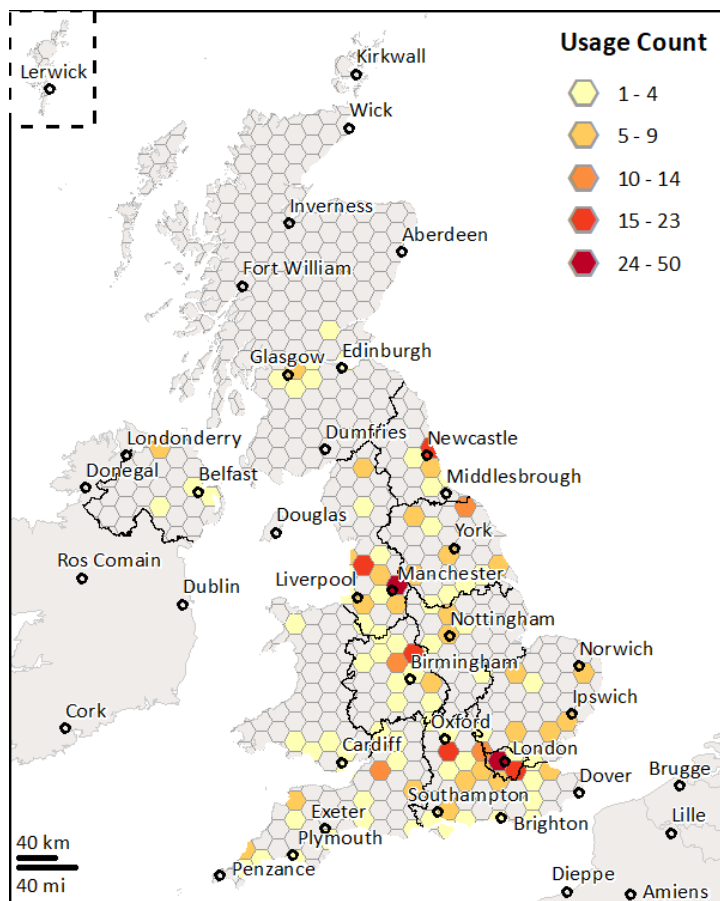 Usage Count
1 - 4
5 - 9
10 - 14
15 - 23
24 - 50
Lerwick
Kirkwall
Wick
Inverness
Aberdeen
Fort William
Glasgow
Edinburgh
Dumfries
Newcastle
Londonderry
Donegal
Belfast
Middlesbrough
Douglas
York
Ros Comain
Dublin
Liverpool
Manchester
Nottingham
Birmingham
Norwich
Ipswich
Cork
Cardiff
Oxford
London
Dover
Brugge
Southampton
Brighton
Lille
Exeter
Plymouth
Penzance
Dieppe
Amiens
40 km
40 mi